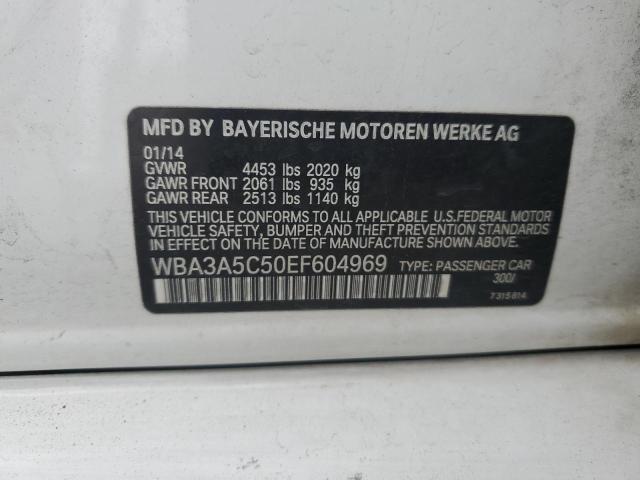 MFD BY BAYERISCHE MOTOREN WERKE AG
01/14
GVWR 4453 lbs 2020 kg
GAWR FRONT 2061 lbs 935 kg
GAWR REAR 2513 lbs 1140 kg
THIS VEHICLE CONFORMS TO ALL APPLICABLE U.S.FEDERAL MOTOR
VEHICLE SAFETY, BUMPER AND THEFT PREVENTION STANDARDS
IN EFFECT ON THE DATE OF MANUFACTURE SHOWN ABOVE.
WBA3A5C50EF604969 TYPE: PASSENGER CAR
300/
7315814